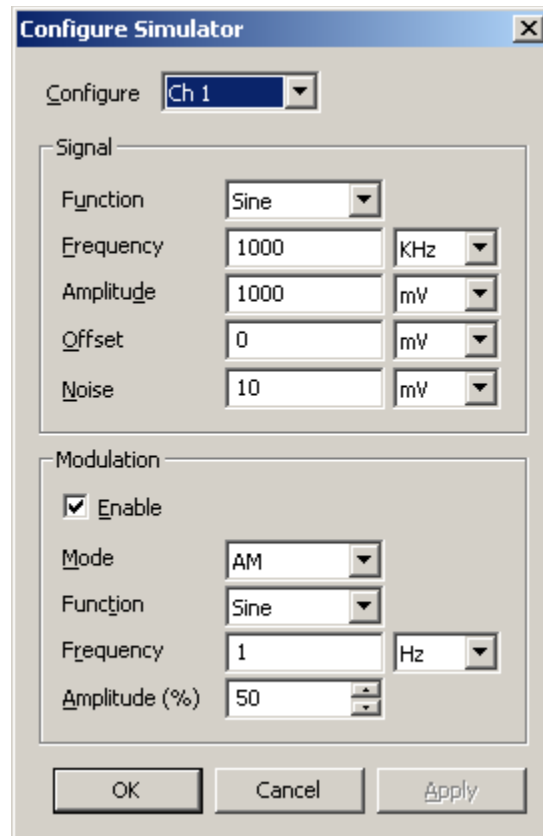 Configure Simulator
Configure Ch 1
Signal
Function Sine
Frequency 1000 KHz
Amplitude 1000 mV
Offset 0 mV
Noise 10 mV
Modulation
Enable
Mode AM
Function Sine
Frequency 1 Hz
Amplitude (%) 50
OK Cancel Apply